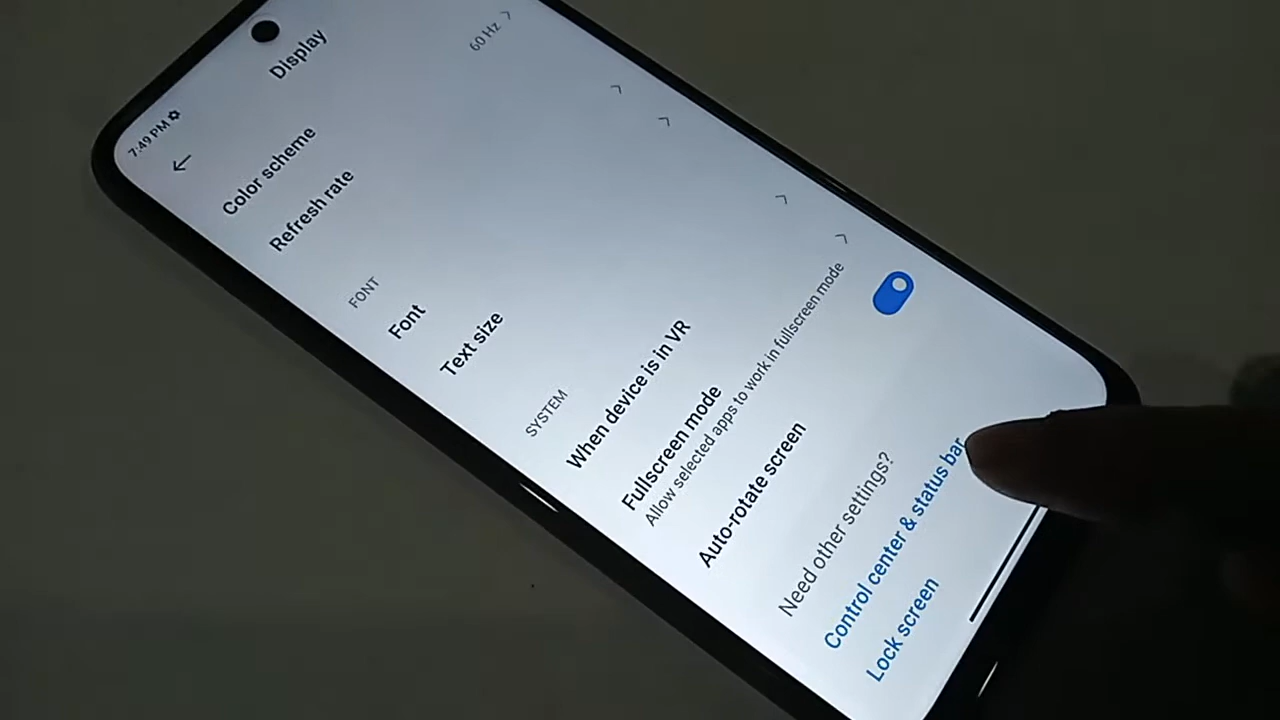 7:49 PM
Display
Color scheme
Refresh rate
60 Hz
FONT
Font
Text size
SYSTEM
When device is in VR
Fullscreen mode
Allow selected apps to work in fullscreen mode
Auto-rotate screen
Need other settings?
Control center & status bar
Lock screen